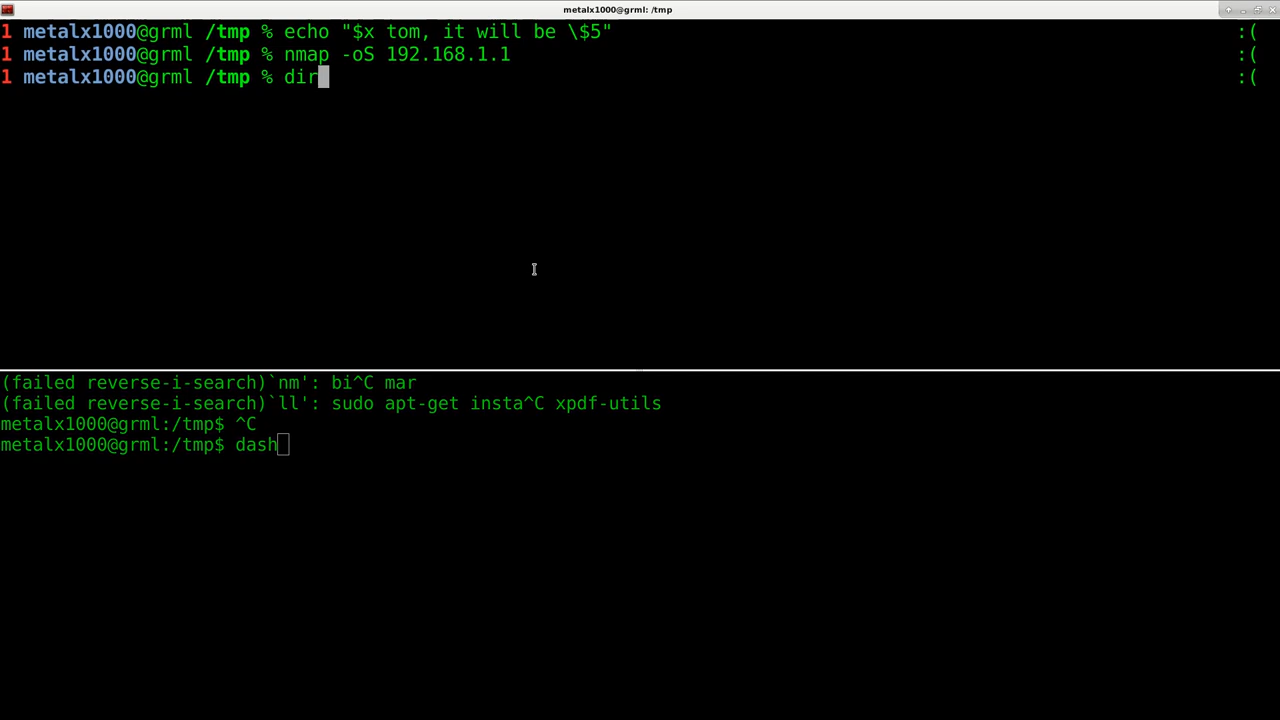 metalx1000@grml: /tmp
1 metalx1000@grml /tmp % echo "$x tom, it will be \$5" :(
1 metalx1000@grml /tmp % nmap -oS 192.168.1.1 :(
1 metalx1000@grml /tmp % dir :(
(failed reverse-i-search)`nm': bi^C mar
(failed reverse-i-search)`ll': sudo apt-get insta^C xpdf-utils
metalx1000@grml:/tmp$ ^C
metalx1000@grml:/tmp$ dash